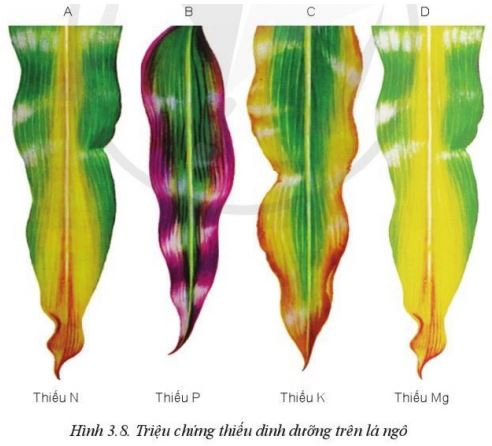 A B C D
Thiếu N Thiếu P Thiếu K Thiếu Mg
Hình 3.8. Triệu chứng thiếu dinh dưỡng trên lá ngô